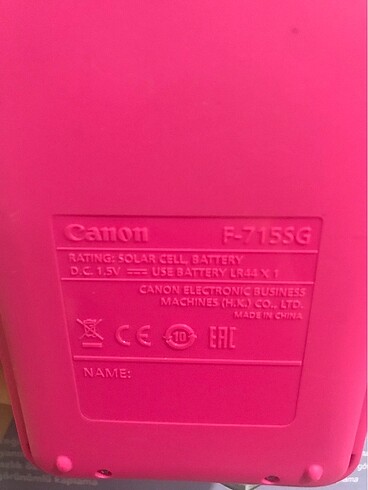 Canon F-715SG
RATING: SOLAR CELL, BATTERY
D.C. 1,5V ⎓ USE BATTERY LR44 X 1
CANON ELECTRONIC BUSINESS
MACHINES (H.K.) CO., LTD.
MADE IN CHINA
CE 10 EAC
NAME: